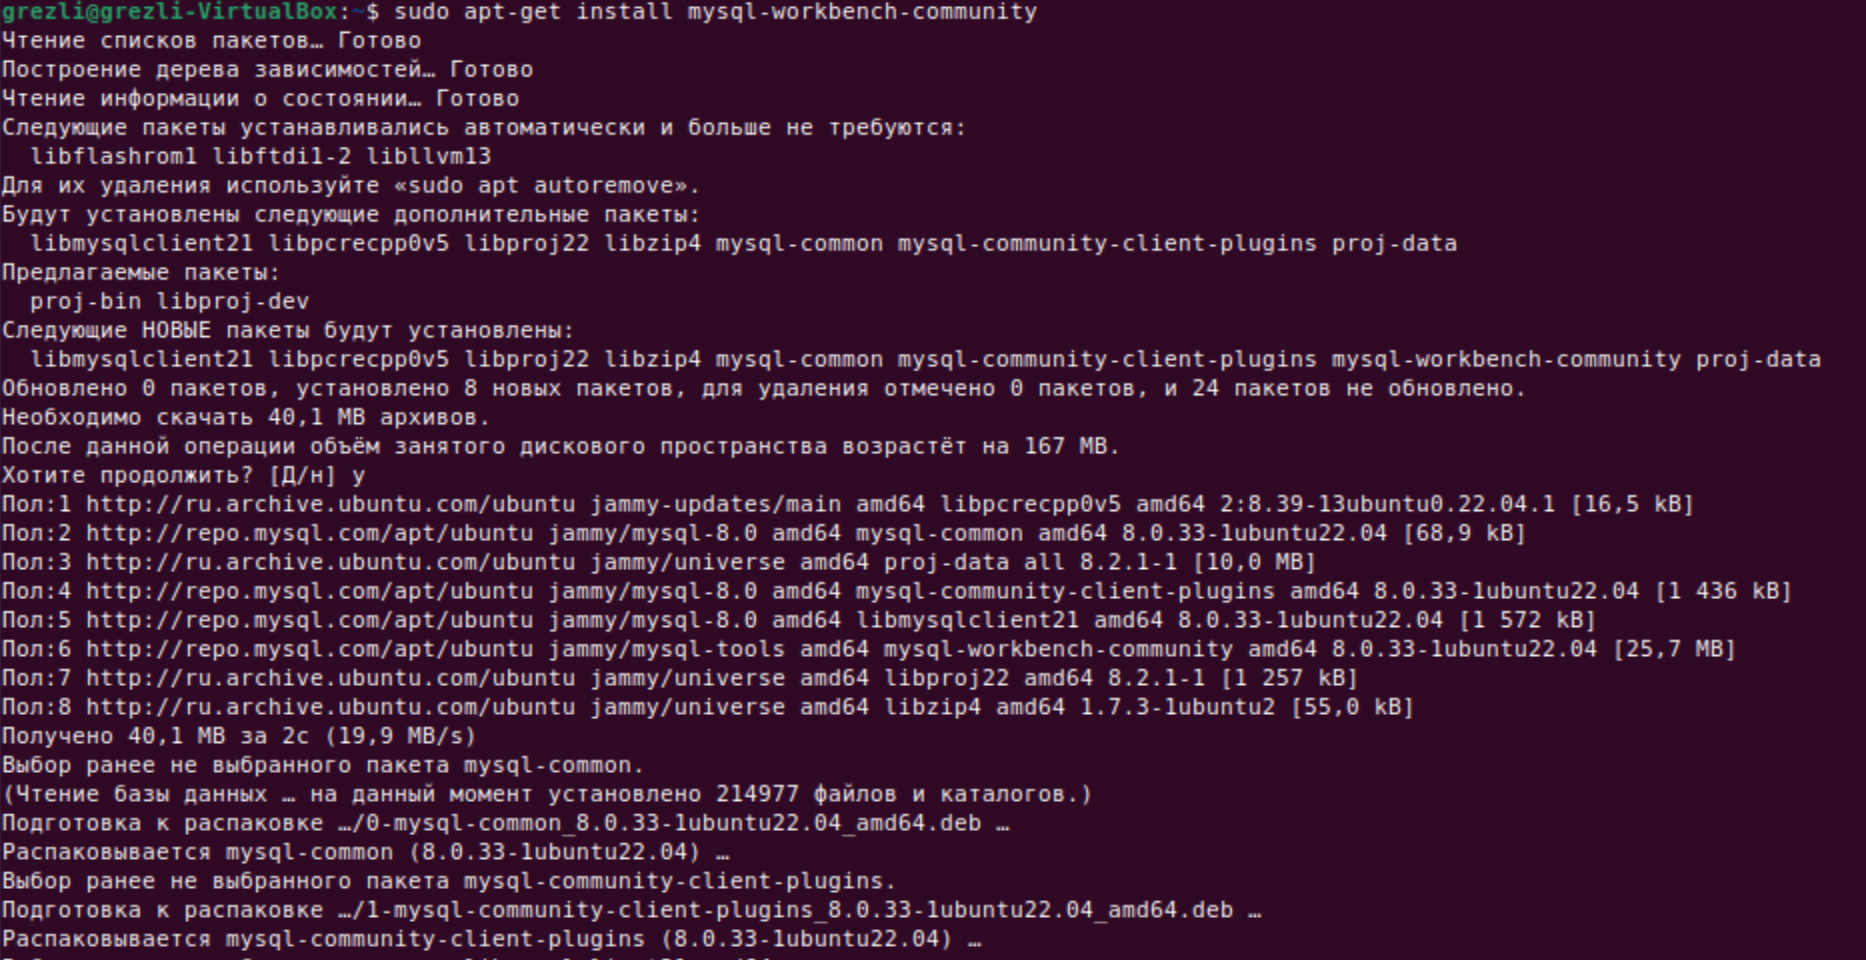 grezli@grezli-VirtualBox:~$ sudo apt-get install mysql-workbench-community
Чтение списков пакетов… Готово
Построение дерева зависимостей… Готово
Чтение информации о состоянии… Готово
Следующие пакеты устанавливались автоматически и больше не требуются:
  libflashrom1 libftdi1-2 libllvm13
Для их удаления используйте «sudo apt autoremove».
Будут установлены следующие дополнительные пакеты:
  libmysqlclient21 libpcrecpp0v5 libproj22 libzip4 mysql-common mysql-community-client-plugins proj-data
Предлагаемые пакеты:
  proj-bin libproj-dev
Следующие НОВЫЕ пакеты будут установлены:
  libmysqlclient21 libpcrecpp0v5 libproj22 libzip4 mysql-common mysql-community-client-plugins mysql-workbench-community proj-data
Обновлено 0 пакетов, установлено 8 новых пакетов, для удаления отмечено 0 пакетов, и 24 пакетов не обновлено.
Необходимо скачать 40,1 MB архивов.
После данной операции объём занятого дискового пространства возрастёт на 167 MB.
Хотите продолжить? [Д/н] y
Пол:1 http://ru.archive.ubuntu.com/ubuntu jammy-updates/main amd64 libpcrecpp0v5 amd64 2:8.39-13ubuntu0.22.04.1 [16,5 kB]
Пол:2 http://repo.mysql.com/apt/ubuntu jammy/mysql-8.0 amd64 mysql-common amd64 8.0.33-1ubuntu22.04 [68,9 kB]
Пол:3 http://ru.archive.ubuntu.com/ubuntu jammy/universe amd64 proj-data all 8.2.1-1 [10,0 MB]
Пол:4 http://repo.mysql.com/apt/ubuntu jammy/mysql-8.0 amd64 mysql-community-client-plugins amd64 8.0.33-1ubuntu22.04 [1 436 kB]
Пол:5 http://repo.mysql.com/apt/ubuntu jammy/mysql-8.0 amd64 libmysqlclient21 amd64 8.0.33-1ubuntu22.04 [1 572 kB]
Пол:6 http://repo.mysql.com/apt/ubuntu jammy/mysql-tools amd64 mysql-workbench-community amd64 8.0.33-1ubuntu22.04 [25,7 MB]
Пол:7 http://ru.archive.ubuntu.com/ubuntu jammy/universe amd64 libproj22 amd64 8.2.1-1 [1 257 kB]
Пол:8 http://ru.archive.ubuntu.com/ubuntu jammy/universe amd64 libzip4 amd64 1.7.3-1ubuntu2 [55,0 kB]
Получено 40,1 MB за 2с (19,9 MB/s)
Выбор ранее не выбранного пакета mysql-common.
(Чтение базы данных … на данный момент установлено 214977 файлов и каталогов.)
Подготовка к распаковке …/0-mysql-common_8.0.33-1ubuntu22.04_amd64.deb …
Распаковывается mysql-common (8.0.33-1ubuntu22.04) …
Выбор ранее не выбранного пакета mysql-community-client-plugins.
Подготовка к распаковке …/1-mysql-community-client-plugins_8.0.33-1ubuntu22.04_amd64.deb …
Распаковывается mysql-community-client-plugins (8.0.33-1ubuntu22.04) …